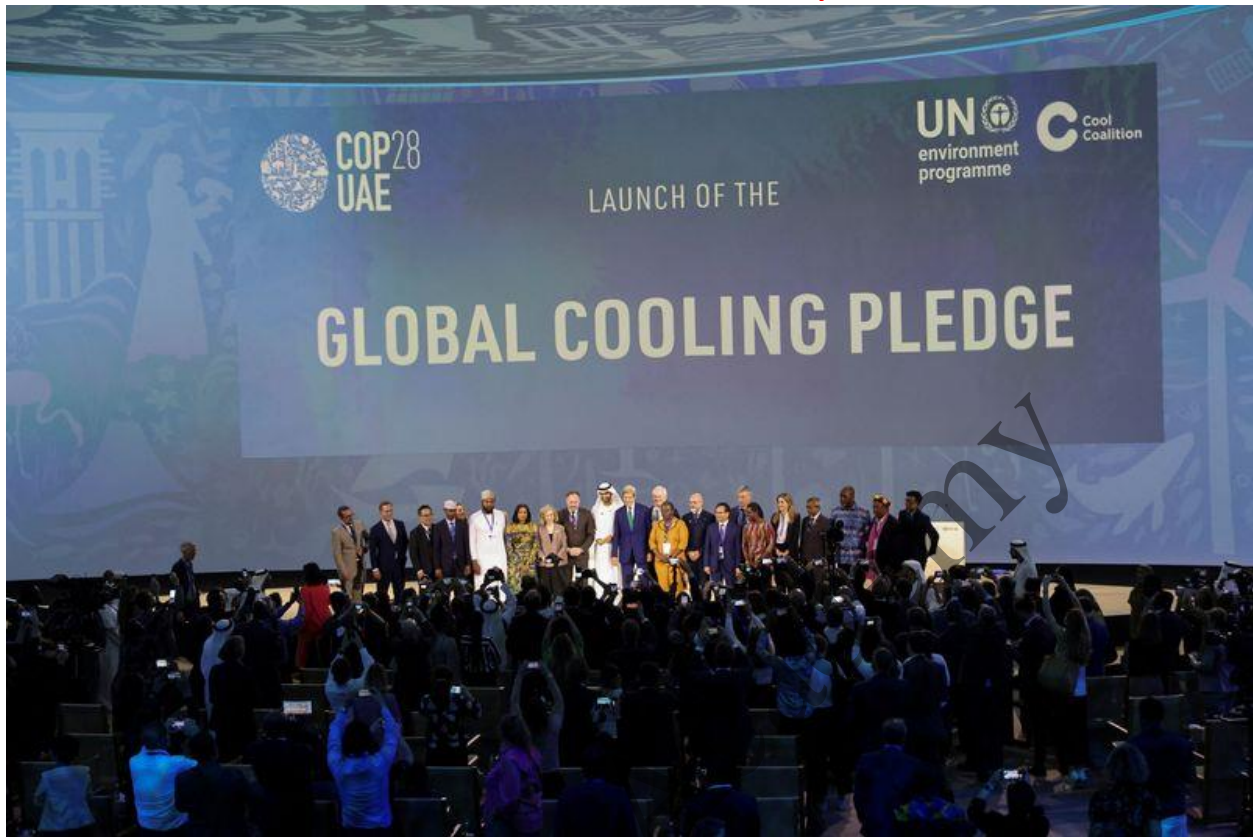 COP28
UAE
UN
environment
programme
Cool
Coalition
LAUNCH OF THE
GLOBAL COOLING PLEDGE
my